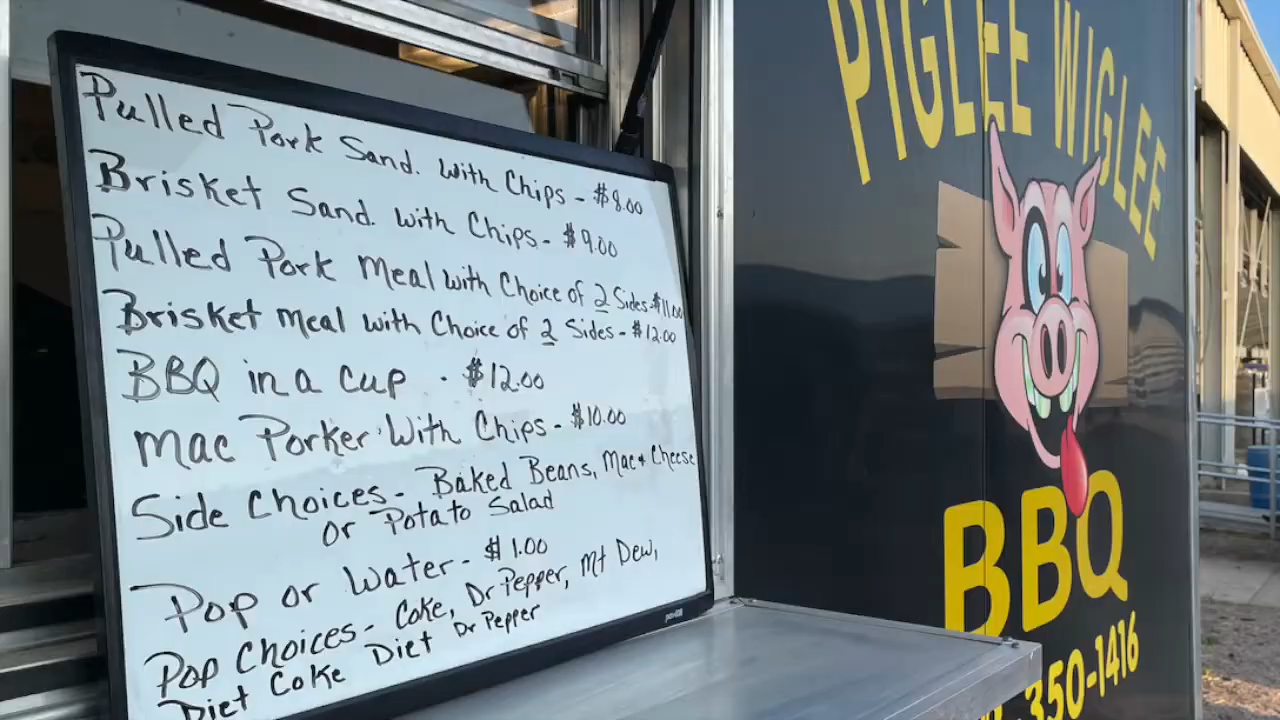 Pulled Pork Sand. with Chips - $8.00
Brisket Sand. with Chips - $9.00
Pulled Pork Meal with Choice of 2 Sides - $11.00
Brisket Meal with Choice of 2 Sides - $12.00
BBQ in a Cup - $12.00
Mac Porker With Chips - $10.00
Side Choices - Baked Beans, Mac + Cheese
or Potato Salad
Pop or Water - $1.00
Pop Choices - Coke, Dr Pepper, Mt Dew,
Diet Coke Diet Dr Pepper
PIGLEE WIGLEE
BBQ
350-1416